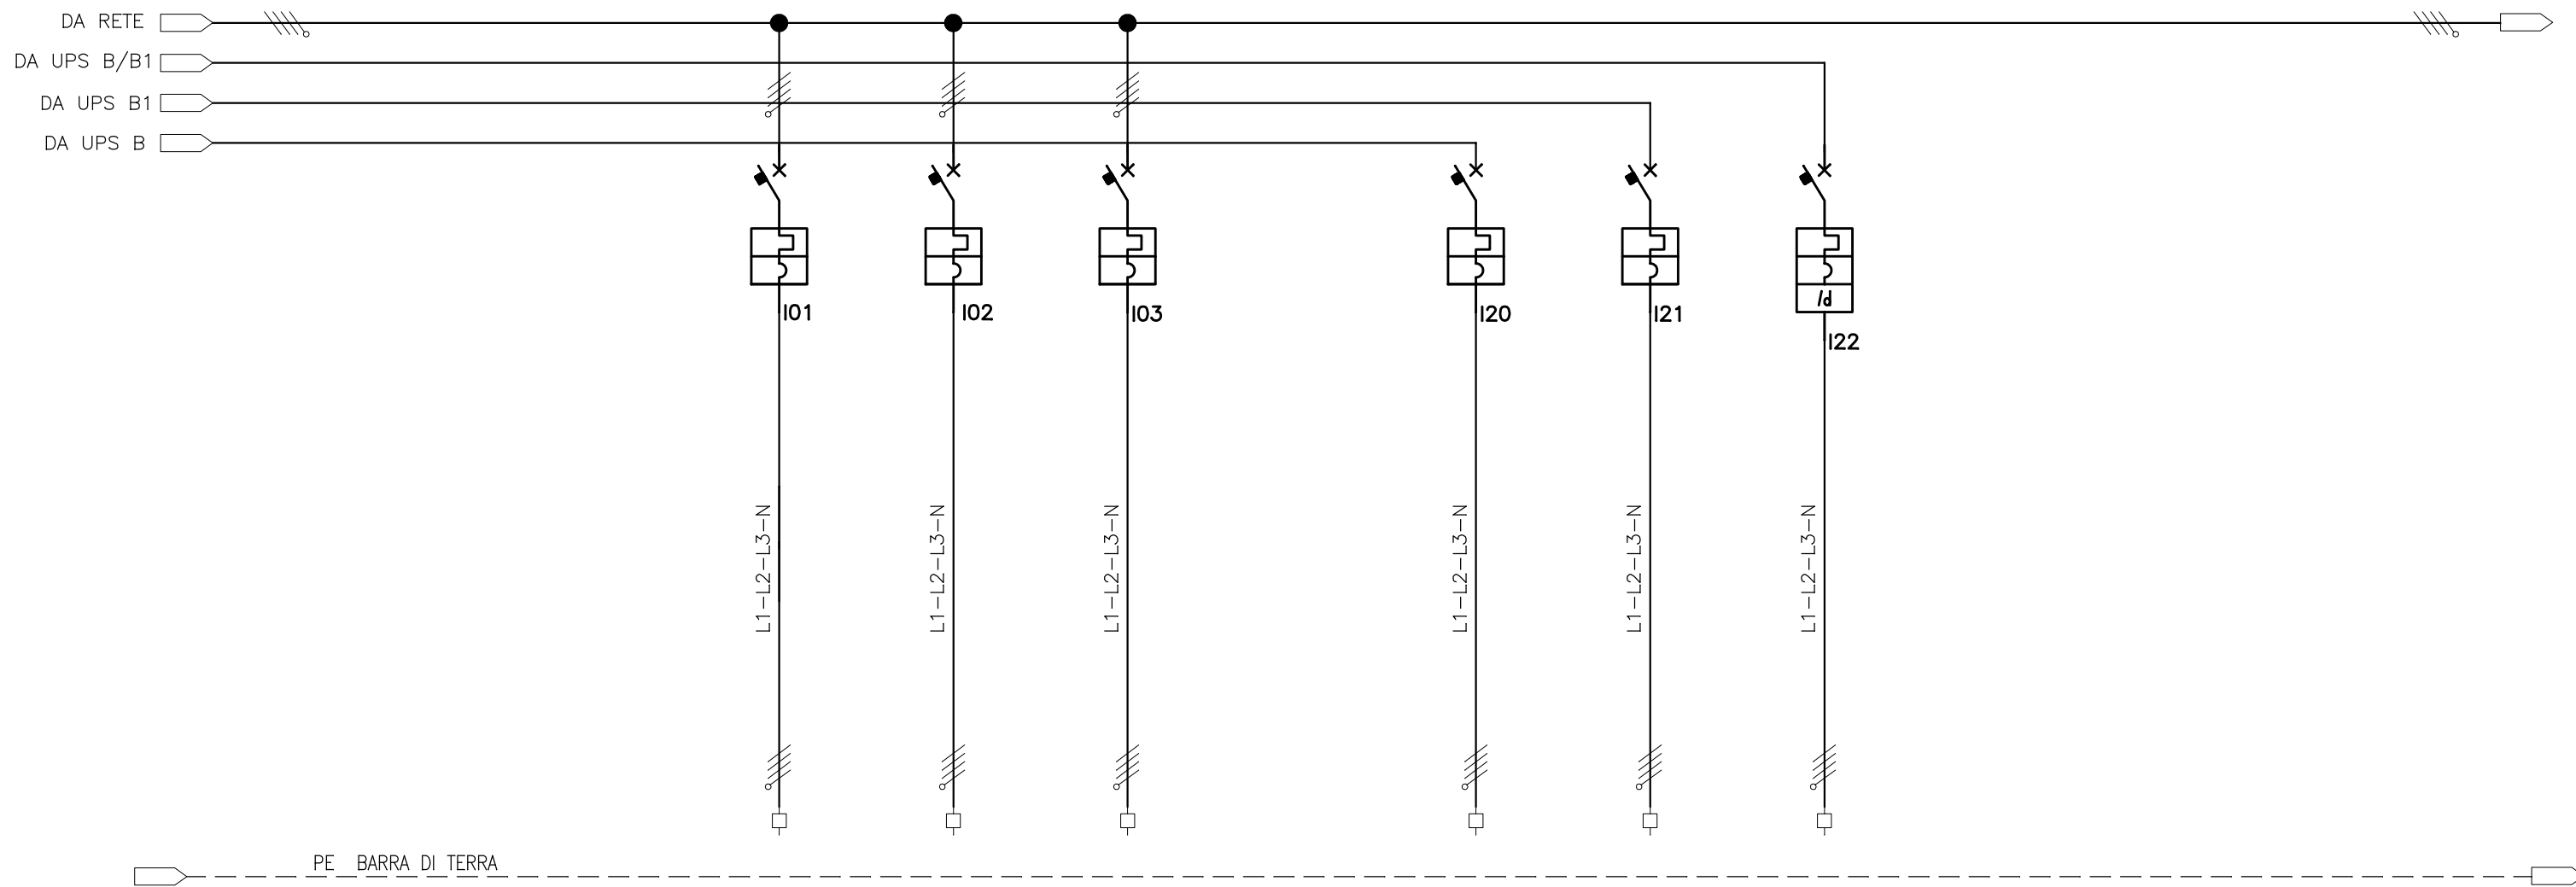 DA RETE
DA UPS B/B1
DA UPS B1
DA UPS B
I01
I02
I03
I20
I21
Id
I22
L1-L2-L3-N
L1-L2-L3-N
L1-L2-L3-N
L1-L2-L3-N
L1-L2-L3-N
L1-L2-L3-N
PE BARRA DI TERRA